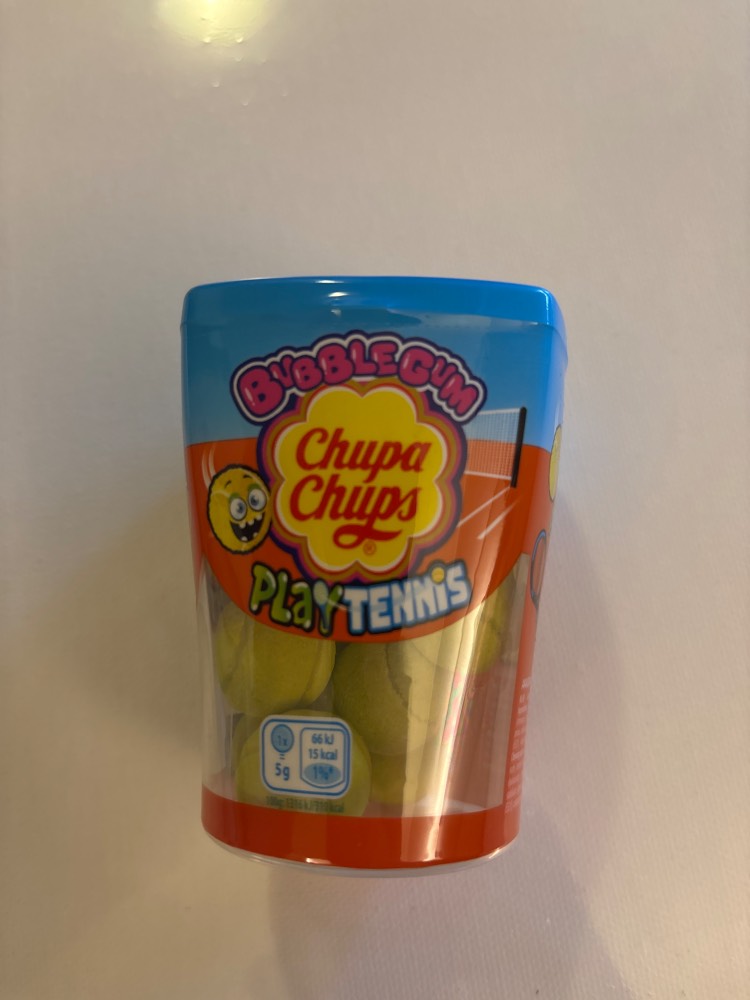 BUBBLEGUM
Chupa
Chups
®
PLAY TENNIS
1x
=
5g
66 kJ
15 kcal
1%*